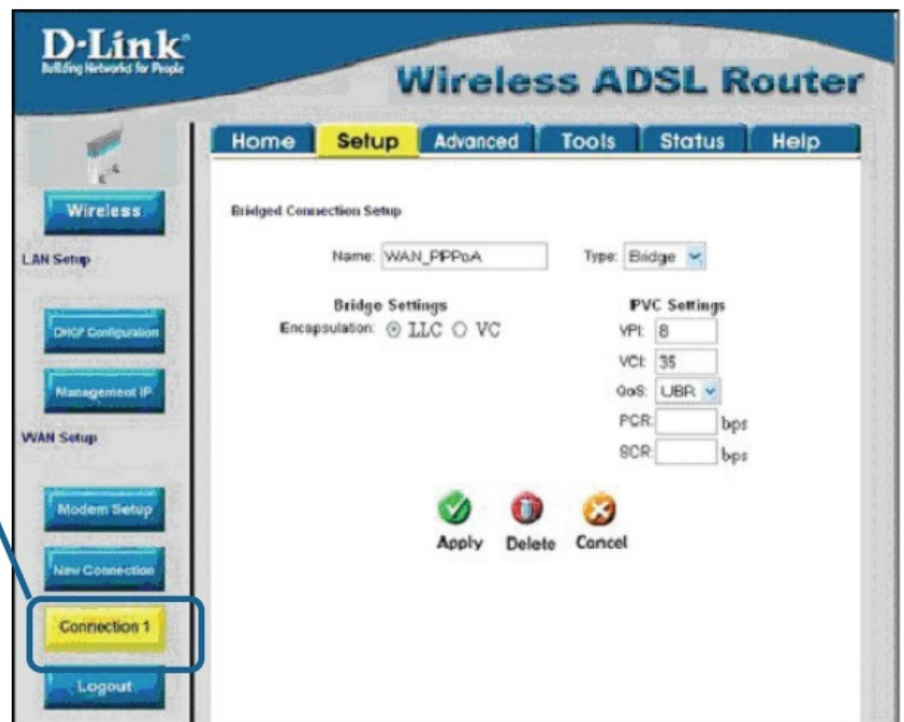 D-Link
Building Networks for People
Wireless ADSL Router
Home Setup Advanced Tools Status Help
Wireless
LAN Setup
DHCP Configuration
Management IP
WAN Setup
Modem Setup
New Connection
Connection 1
Logout
Bridged Connection Setup
Name: WAN_PIPPoA Type: Bridge
Bridge Settings PVC Settings
Encapsulation: LLC VC VPI: 8
VCI: 35
QoS: UBR
PCR: bps
SCR: bps
Apply Delete Cancel